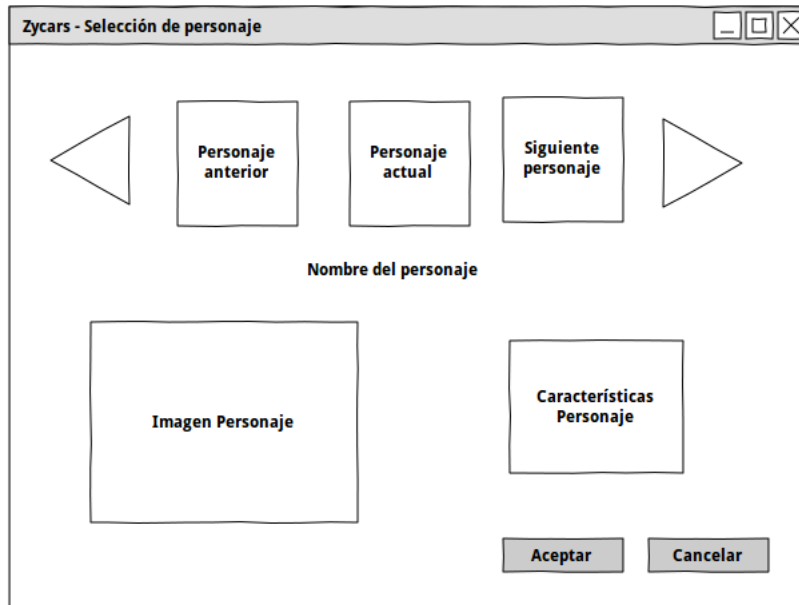 Zycars - Selección de personaje
Personaje
anterior
Personaje
actual
Siguiente
personaje
Nombre del personaje
Imagen Personaje
Características
Personaje
Aceptar
Cancelar